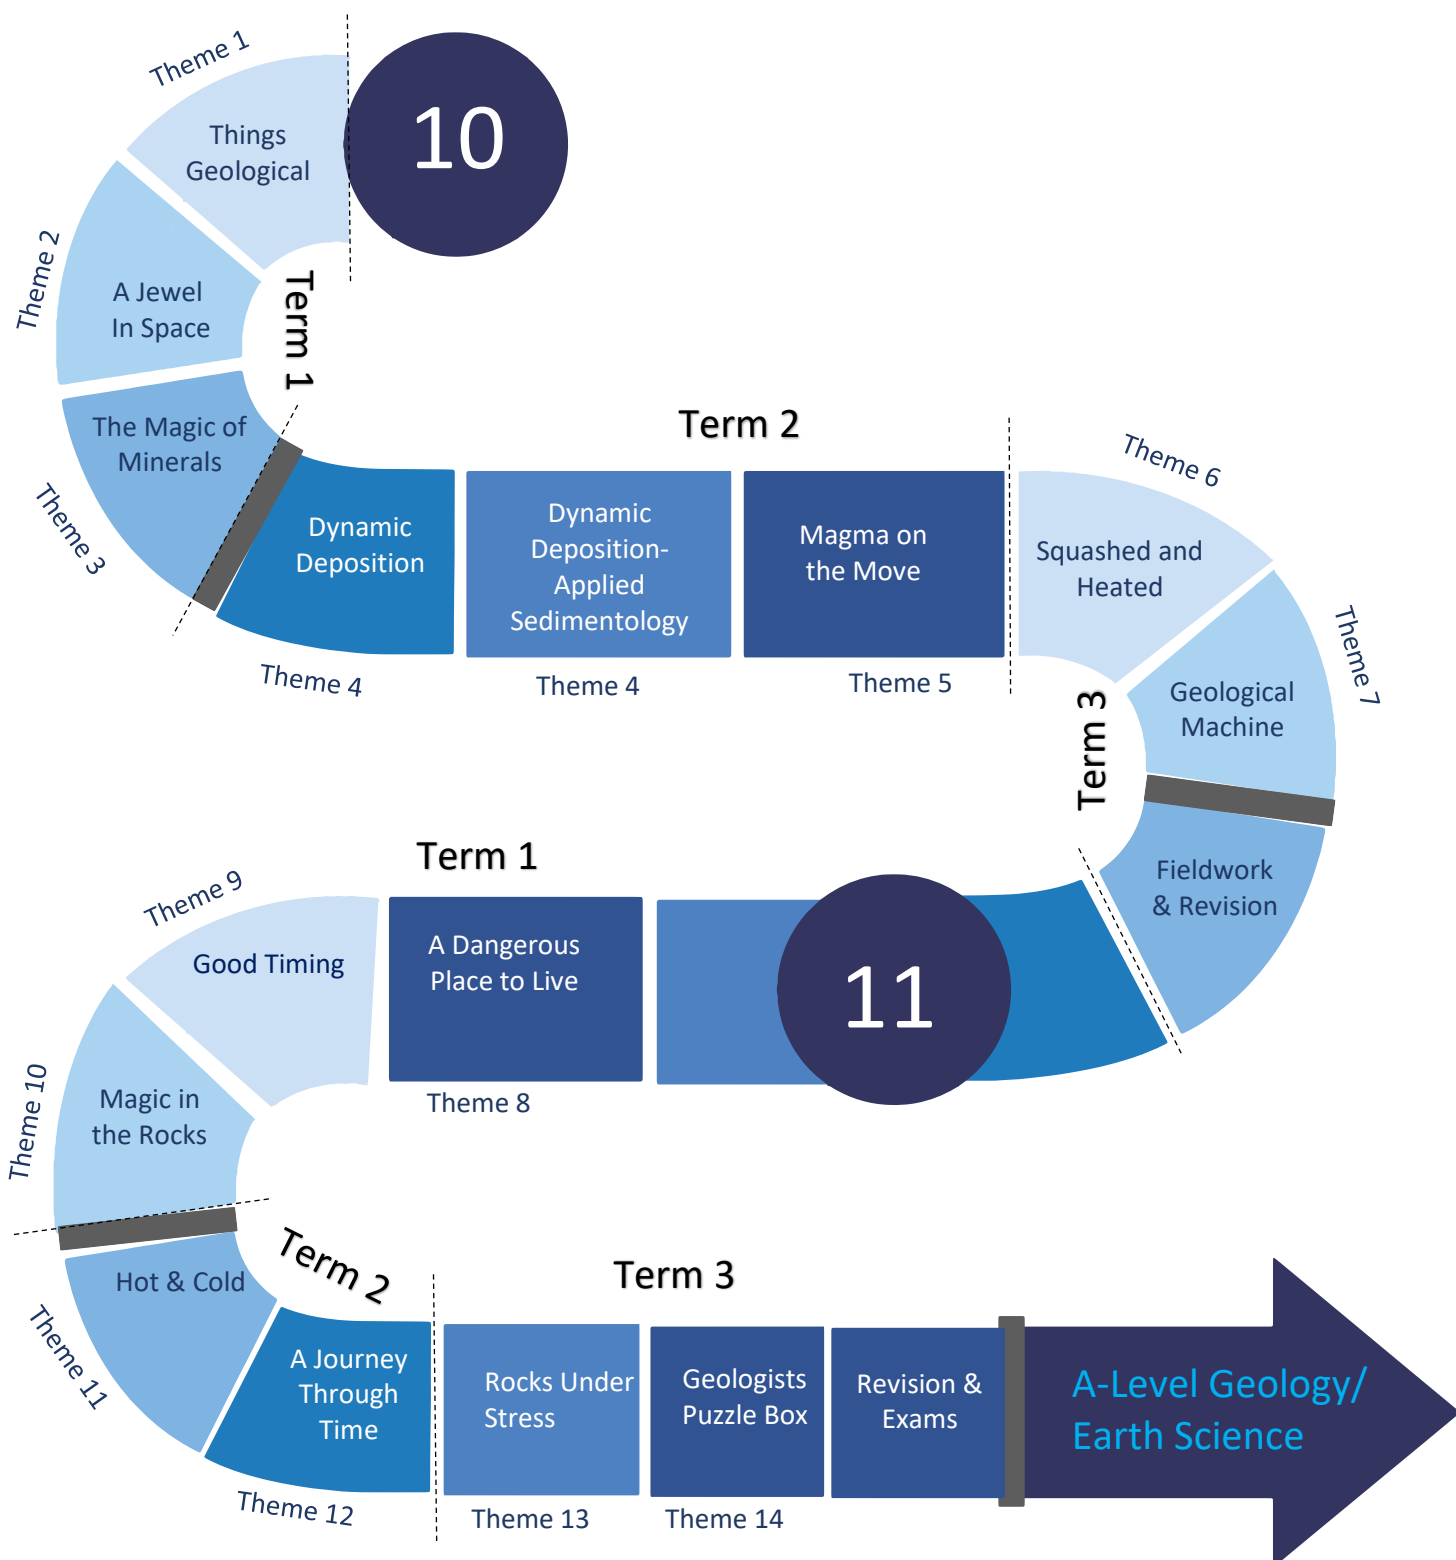 10
Theme 1
Things
Geological
Theme 2
A Jewel
In Space
Term 1
Theme 3
The Magic of
Minerals
Term 2
Dynamic
Deposition
Theme 4
Dynamic
Deposition-
Applied
Sedimentology
Theme 4
Magma on
the Move
Theme 5
Theme 6
Squashed and
Heated
Theme 7
Geological
Machine
Term 3
Fieldwork
& Revision
11
Term 1
A Dangerous
Place to Live
Theme 8
Theme 9
Good Timing
Theme 10
Magic in
the Rocks
Term 2
Hot & Cold
Theme 11
A Journey
Through
Time
Theme 12
Term 3
Rocks Under
Stress
Theme 13
Geologists
Puzzle Box
Theme 14
Revision &
Exams
A-Level Geology/
Earth Science